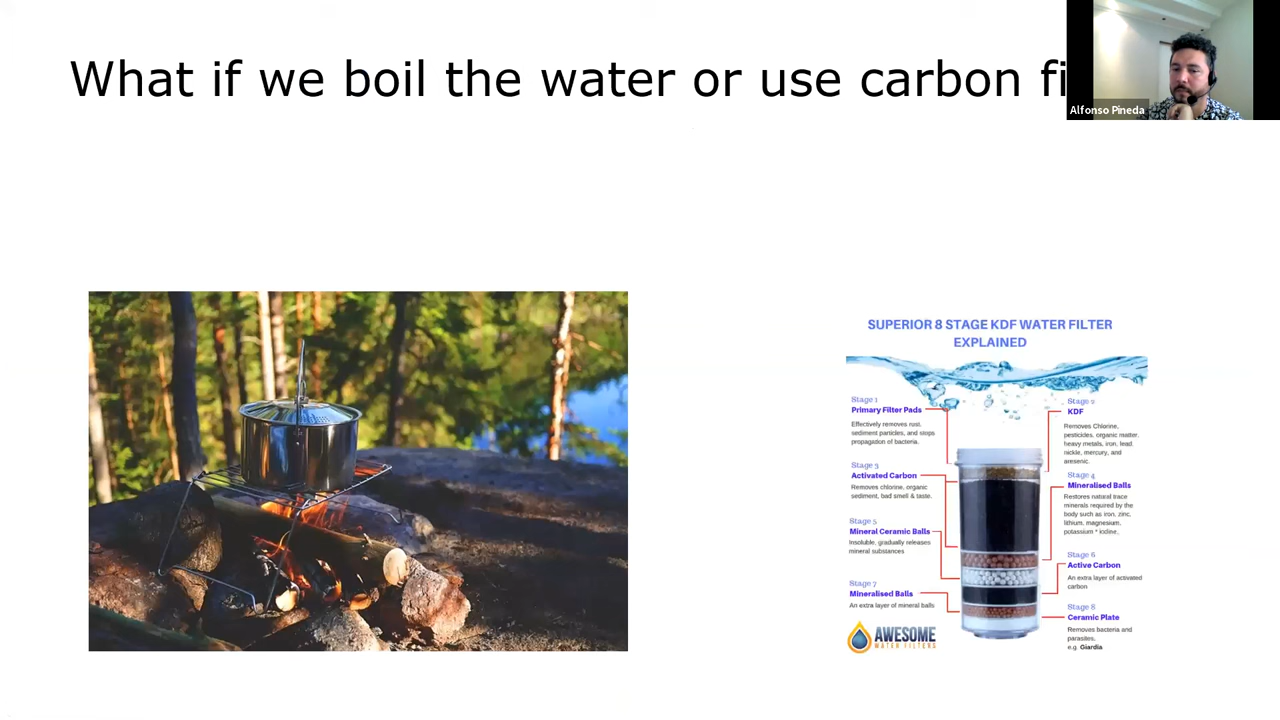 What if we boil the water or use carbon fi
Alfonso Pineda
SUPERIOR 8 STAGE KDF WATER FILTER
EXPLAINED
Stage 1
Primary Filter Pads
Effectively removes rust,
sediment particles, and stops
propagation of bacteria.
Stage 2
KDF
Removes Chlorine,
pesticides, organic matter,
heavy metals, iron, lead,
nickle, mercury, and
aresenic.
Stage 3
Activated Carbon
Removes chlorine, organic
sediment, bad smell & taste.
Stage 4
Mineralised Balls
Restores natural trace
minerals required by the
body such as iron, zinc,
lithium, magnesium,
potassium * iodine,
Stage 5
Mineral Ceramic Balls
Insoluble, gradually releases
mineral substances
Stage 6
Active Carbon
An extra layer of activated
carbon
Stage 7
Mineralised Balls
An extra layer of mineral balls
Stage 8
Ceramic Plate
Removes bacteria and
parasites,
e.g. Giardia
AWESOME
WATER FILTERS